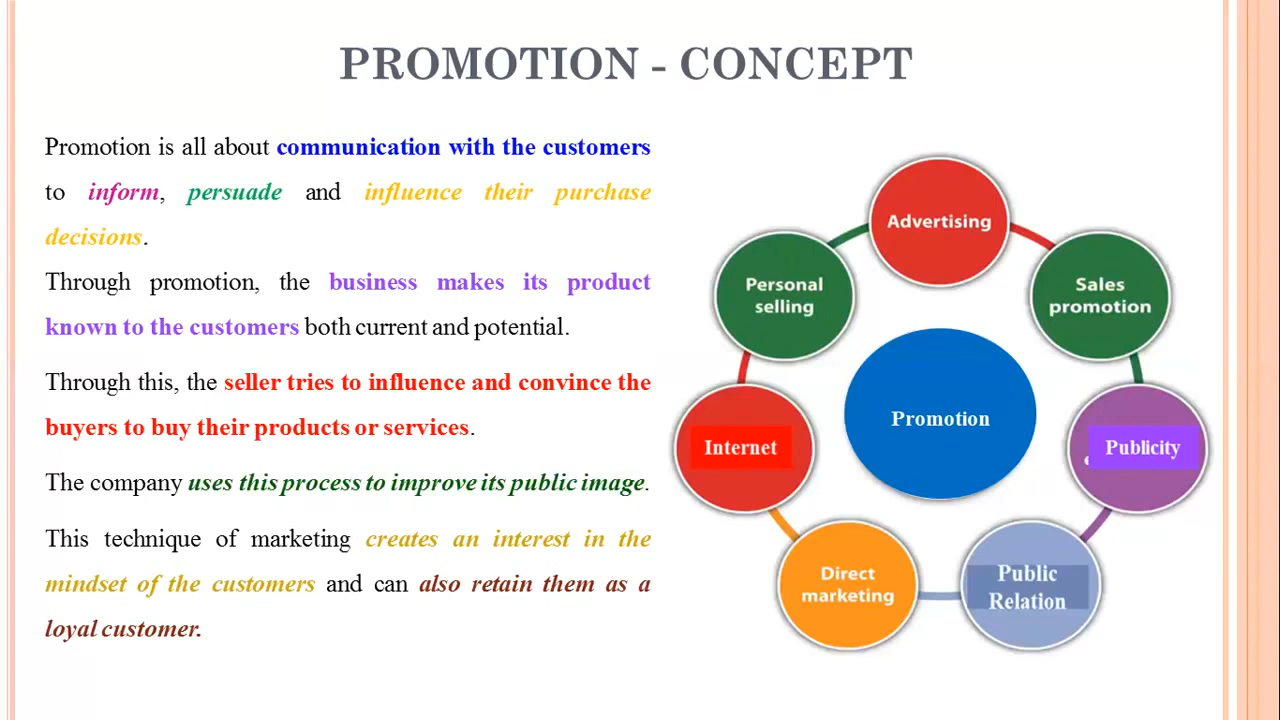 PROMOTION - CONCEPT
Promotion is all about communication with the customers
to inform, persuade and influence their purchase
decisions.
Through promotion, the business makes its product
known to the customers both current and potential.
Through this, the seller tries to influence and convince the
buyers to buy their products or services.
The company uses this process to improve its public image.
This technique of marketing creates an interest in the
mindset of the customers and can also retain them as a
loyal customer.
Advertising
Sales
promotion
Publicity
Public
Relation
Direct
marketing
Internet
Personal
selling
Promotion